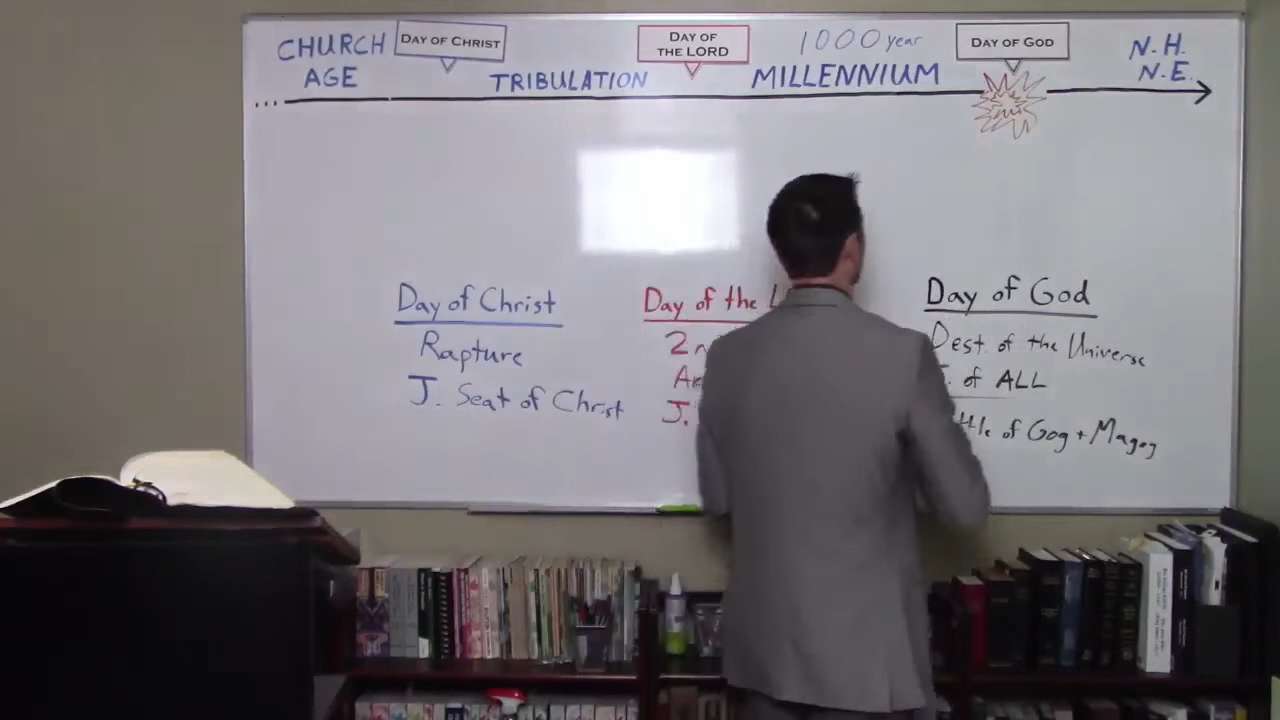 CHURCH
AGE
DAY OF CHRIST
TRIBULATION
DAY OF
THE LORD
1000 year
MILLENNIUM
DAY OF GOD
N.H.
N.E.
...
Day of Christ
Rapture
J. Seat of Christ
Day of the
J.
Day of God
Dest. of the Universe
of ALL
of Gog + Magog